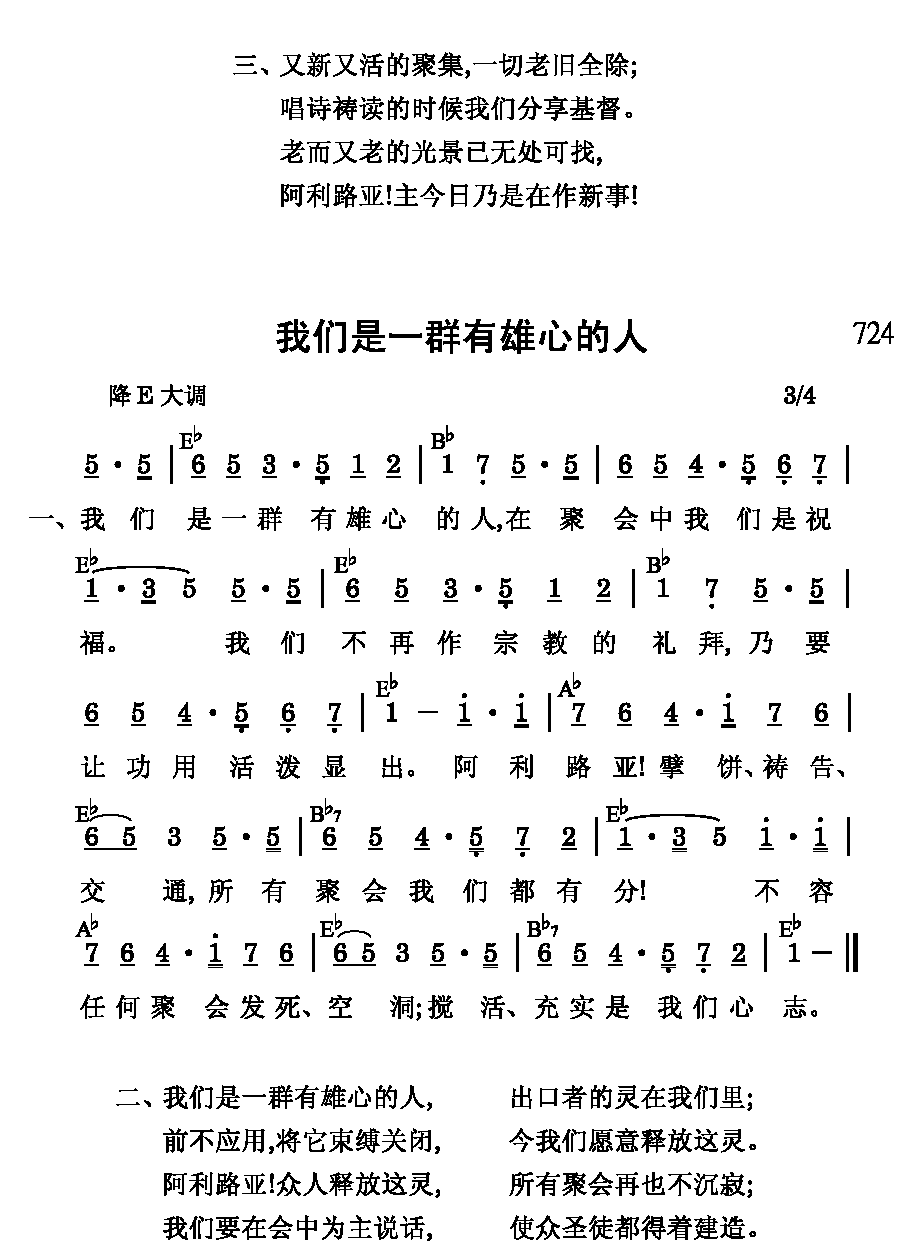 三、又新又活的聚集,一切老旧全除;
唱诗祷读的时候我们分享基督。
老而又老的光景已无处可找,
阿利路亚!主今日乃是在作新事!
我们是一群有雄心的人 724
降E大调 3/4
E♭ B♭
5·5 | 6 5 3·5 1 2 | 1 7 5·5 | 6 5 4·5 6 7 |
一、我们是一群有雄心的人,在聚会中我们是祝
E♭ E♭ B♭
1·3 5 5·5 | 6 5 3·5 1 2 | 1 7 5·5 |
福。我们不再作宗教的礼拜,乃要
E♭ A♭
6 5 4·5 6 7 | 1 – 1·1 | 7 6 4·1 7 6 |
让功用活泼显出。阿利路亚!擘饼、祷告、
E♭ B♭7 E♭
6 5 3 5·5 | 6 5 4·5 7 2 | 1·3 5 1·1 |
交通,所有聚会我们都有分!不容
A♭ E♭ B♭7 E♭
7 6 4·1 7 6 | 6 5 3 5·5 | 6 5 4·5 7 2 | 1 – ‖
任何聚会发死、空洞;搅活、充实是我们心志。
二、我们是一群有雄心的人, 出口者的灵在我们里;
前不应用,将它束缚关闭, 今我们愿意释放这灵。
阿利路亚!众人释放这灵, 所有聚会再也不沉寂;
我们要在会中为主说话, 使众圣徒都得着建造。